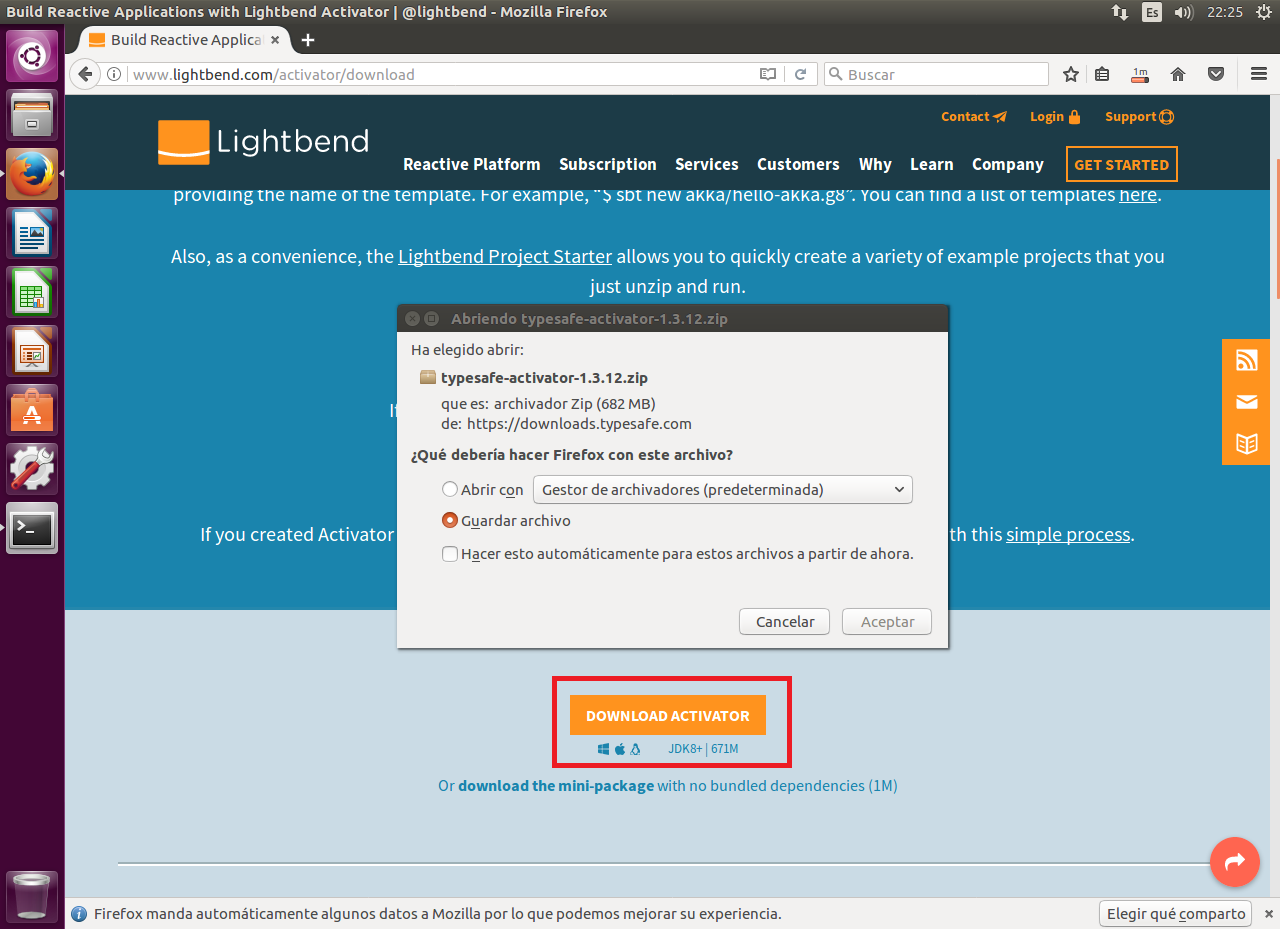 Build Reactive Applications with Lightbend Activator | @lightbend - Mozilla Firefox
Es
22:25
Build Reactive Applica
www.lightbend.com/activator/download
Buscar
1m
Contact
Login
Support
Lightbend
Reactive Platform
Subscription
Services
Customers
Why
Learn
Company
GET STARTED
providing the name of the template. For example, “$ sbt new akka/hello-akka.g8”. You can find a list of templates here.
Also, as a convenience, the Lightbend Project Starter allows you to quickly create a variety of example projects that you
just unzip and run.
Abriendo typesafe-activator-1.3.12.zip
Ha elegido abrir:
typesafe-activator-1.3.12.zip
que es: archivador Zip (682 MB)
de: https://downloads.typesafe.com
¿Qué debería hacer Firefox con este archivo?
Abrir con
Gestor de archivadores (predeterminada)
Guardar archivo
Hacer esto automáticamente para estos archivos a partir de ahora.
Cancelar
Aceptar
If you created Activator
th this simple process.
DOWNLOAD ACTIVATOR
JDK8+ | 671M
Or download the mini-package with no bundled dependencies (1M)
Firefox manda automáticamente algunos datos a Mozilla por lo que podemos mejorar su experiencia.
Elegir qué comparto